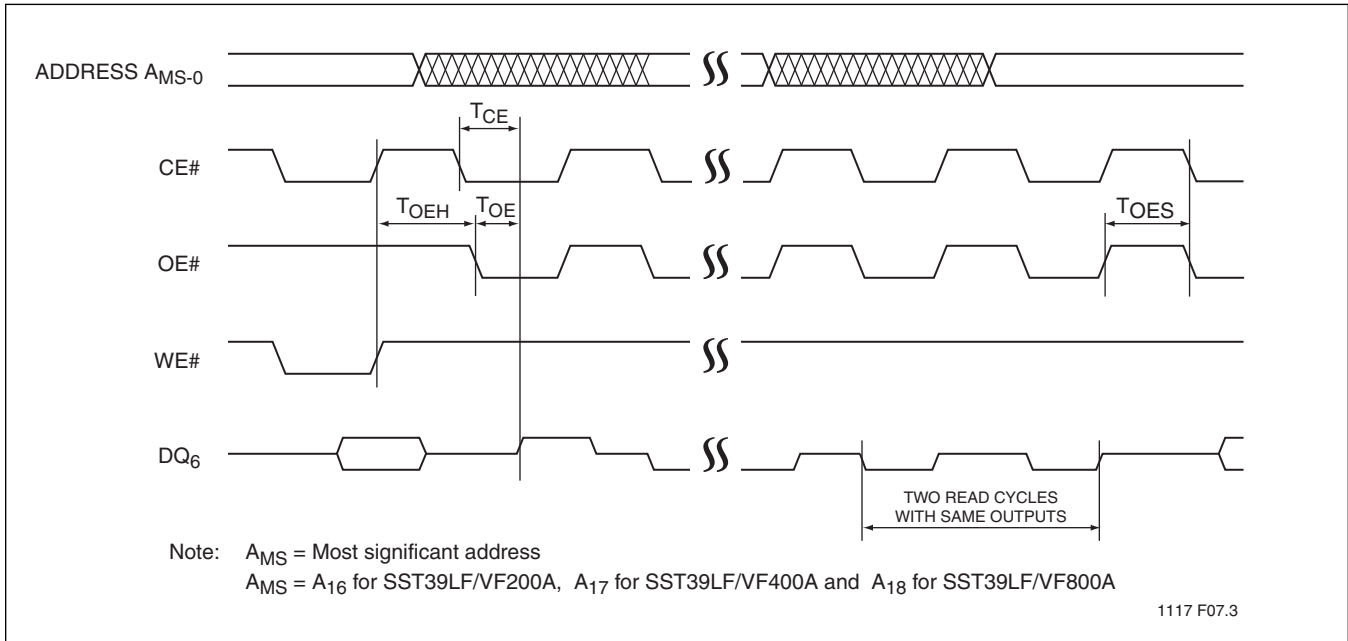 ADDRESS AMS-0
TCE
CE#
TOEH TOE TOES
OE#
WE#
DQ6
TWO READ CYCLES
WITH SAME OUTPUTS
Note: AMS = Most significant address
AMS = A16 for SST39LF/VF200A, A17 for SST39LF/VF400A and A18 for SST39LF/VF800A
1117 F07.3